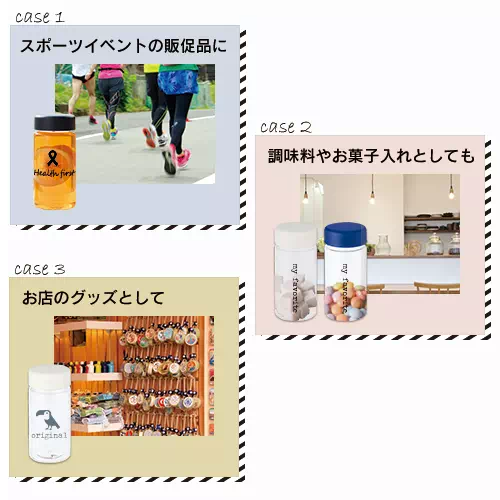 case 1
スポーツイベントの販促品に
Health first
case 2
調味料やお菓子入れとしても
my favorite
my favorite
case 3
お店のグッズとして
original